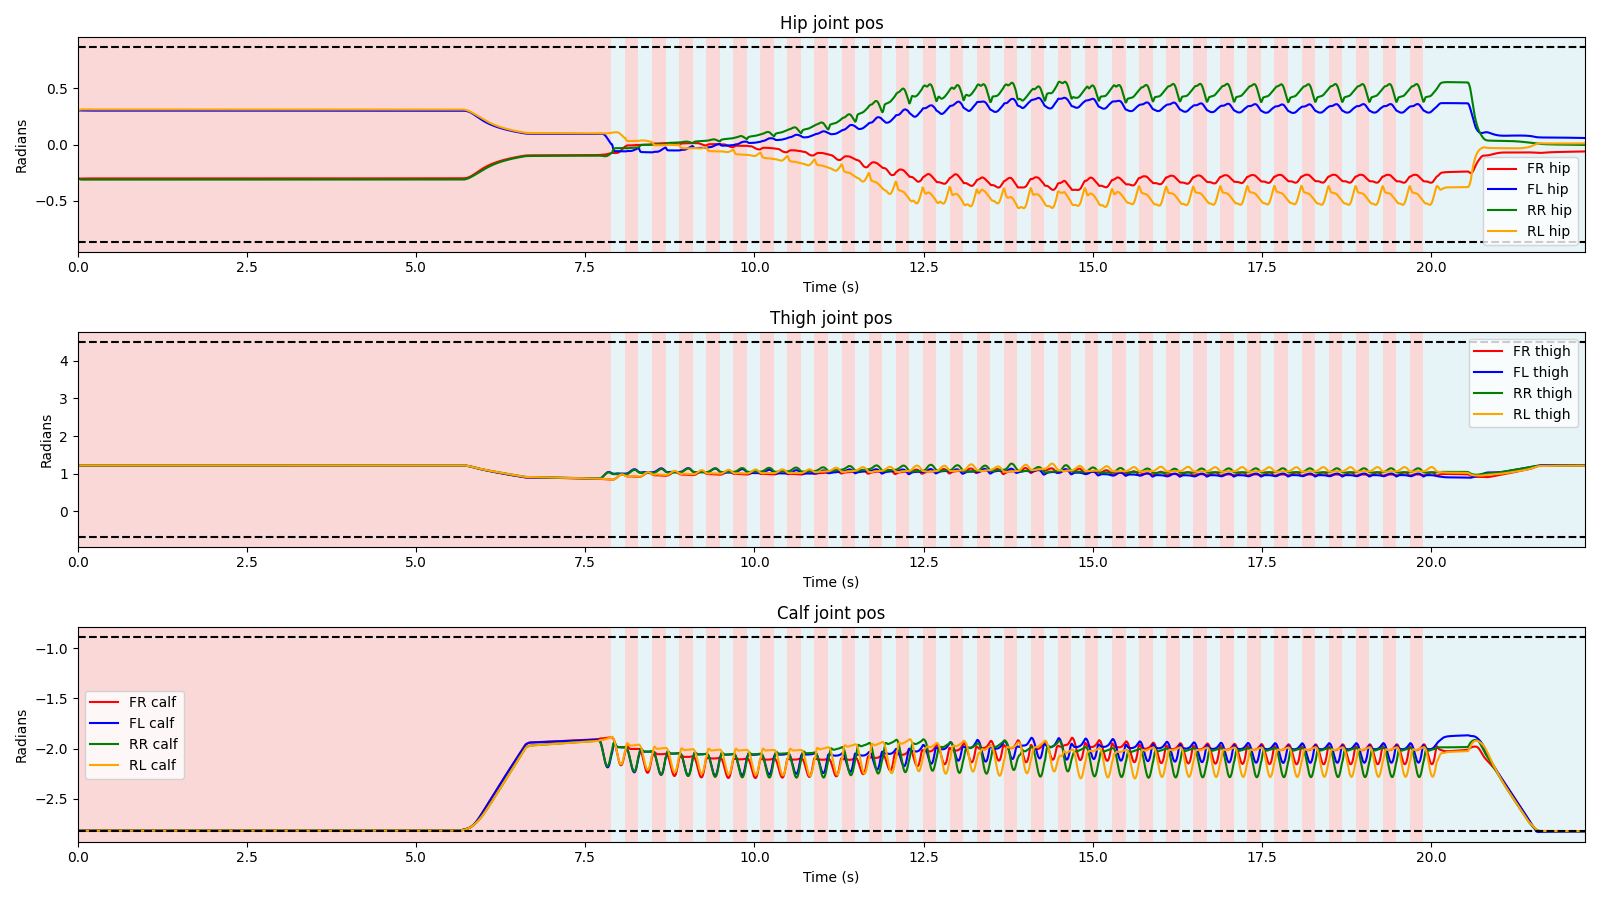 Hip joint pos
Radians
0.5
0.0
−0.5
FR hip
FL hip
RR hip
RL hip
0.0 2.5 5.0 7.5 10.0 12.5 15.0 17.5 20.0
Time (s)
Thigh joint pos
Radians
4
3
2
1
0
FR thigh
FL thigh
RR thigh
RL thigh
0.0 2.5 5.0 7.5 10.0 12.5 15.0 17.5 20.0
Time (s)
Calf joint pos
Radians
−1.0
−1.5
−2.0
−2.5
FR calf
FL calf
RR calf
RL calf
0.0 2.5 5.0 7.5 10.0 12.5 15.0 17.5 20.0
Time (s)